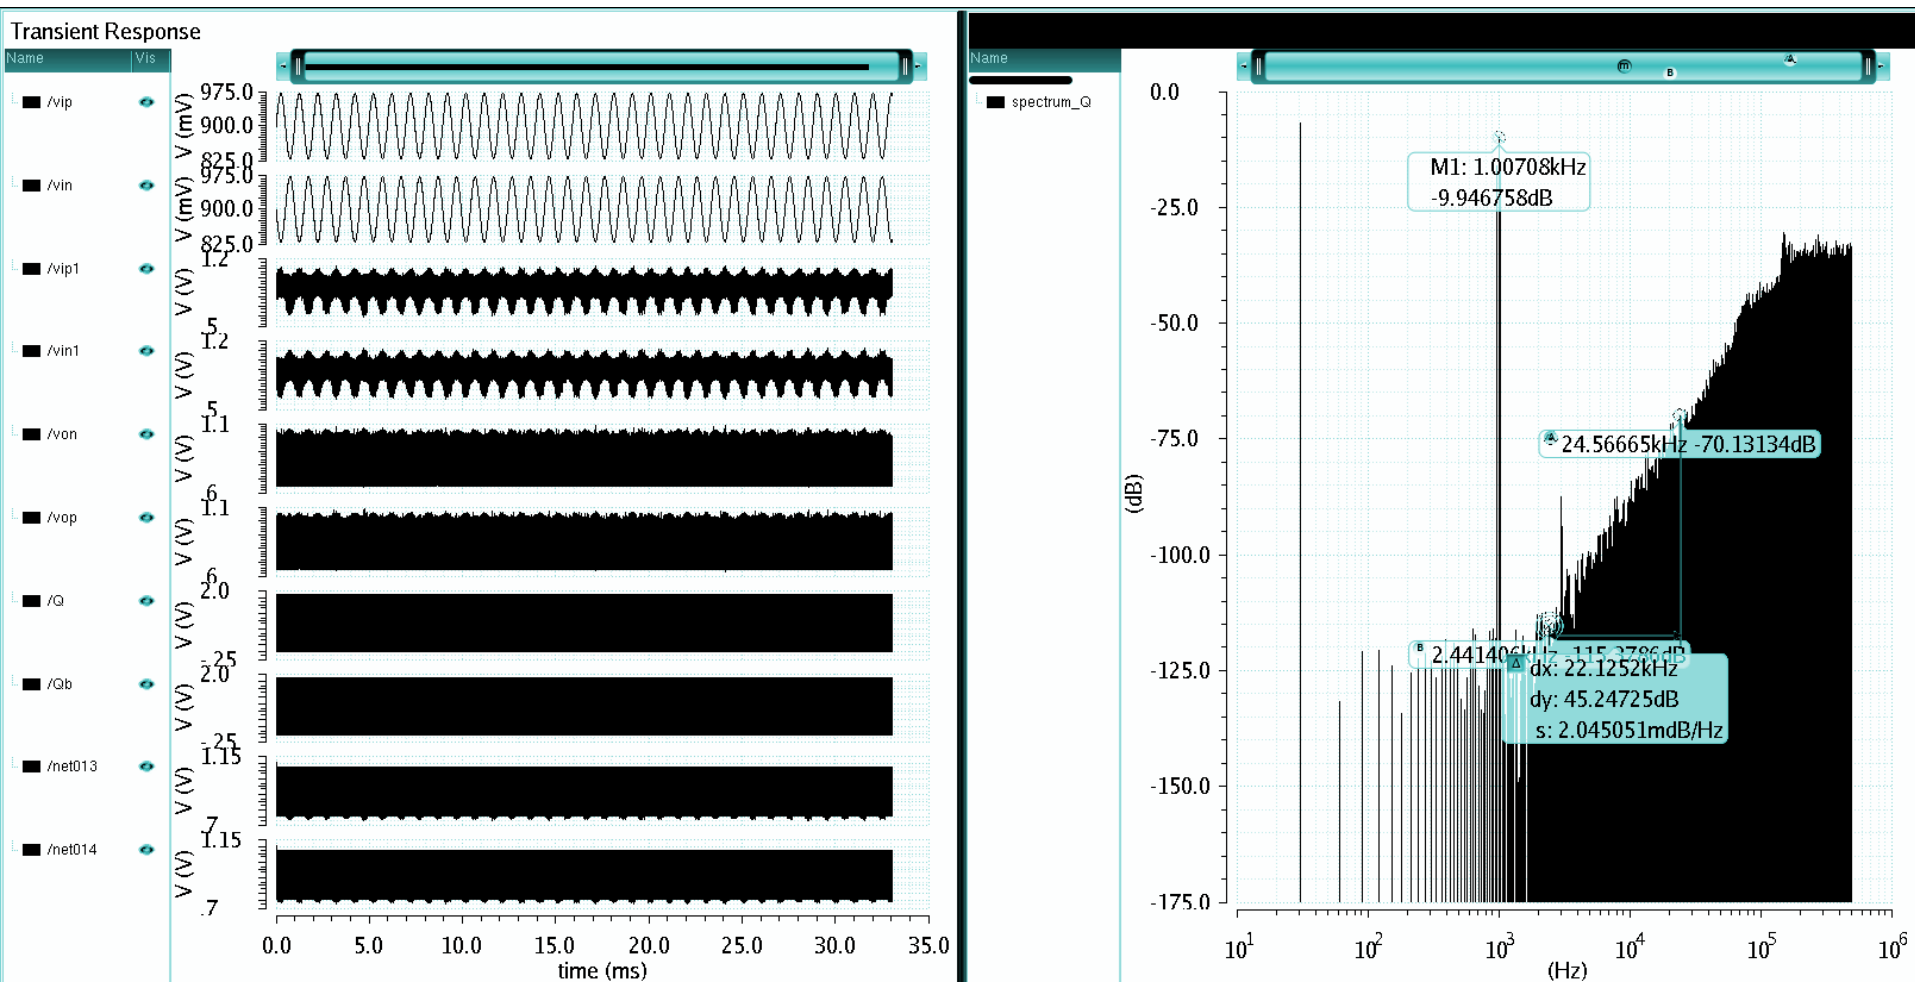 Transient Response
Name Vis
/vip
975.0
900.0
825.0
V (mV)
/vin
975.0
900.0
825.0
V (mV)
/vip1
1.2
.5
V (V)
/vin1
1.2
.5
V (V)
/von
1.1
.6
V (V)
/vop
1.1
.6
V (V)
/Q
2.0
-.25
V (V)
/Qb
2.0
-.25
V (V)
/net013
1.15
.7
V (V)
/net014
1.15
.7
V (V)
0.0 5.0 10.0 15.0 20.0 25.0 30.0 35.0
time (ms)
Name
spectrum_Q
m
B
A
0.0
-25.0
-50.0
-75.0
-100.0
-125.0
-150.0
-175.0
(dB)
M1: 1.00708kHz
-9.946758dB
A 24.56665kHz -70.13134dB
B 2.441406kHz -115.3786dB
Δ dx: 22.1252kHz
dy: 45.24725dB
s: 2.045051mdB/Hz
10^1 10^2 10^3 10^4 10^5 10^6
(Hz)